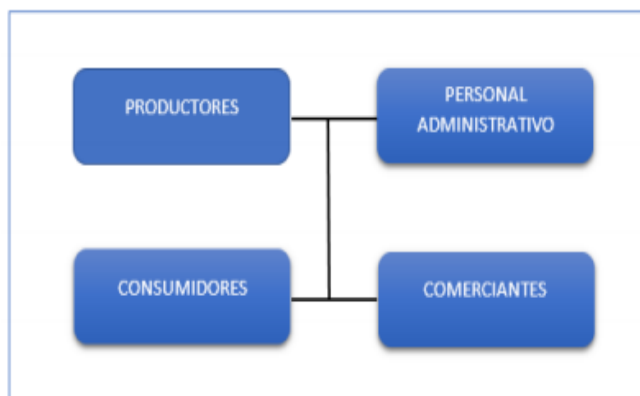 PRODUCTORES
PERSONAL
ADMINISTRATIVO
CONSUMIDORES
COMERCIANTES